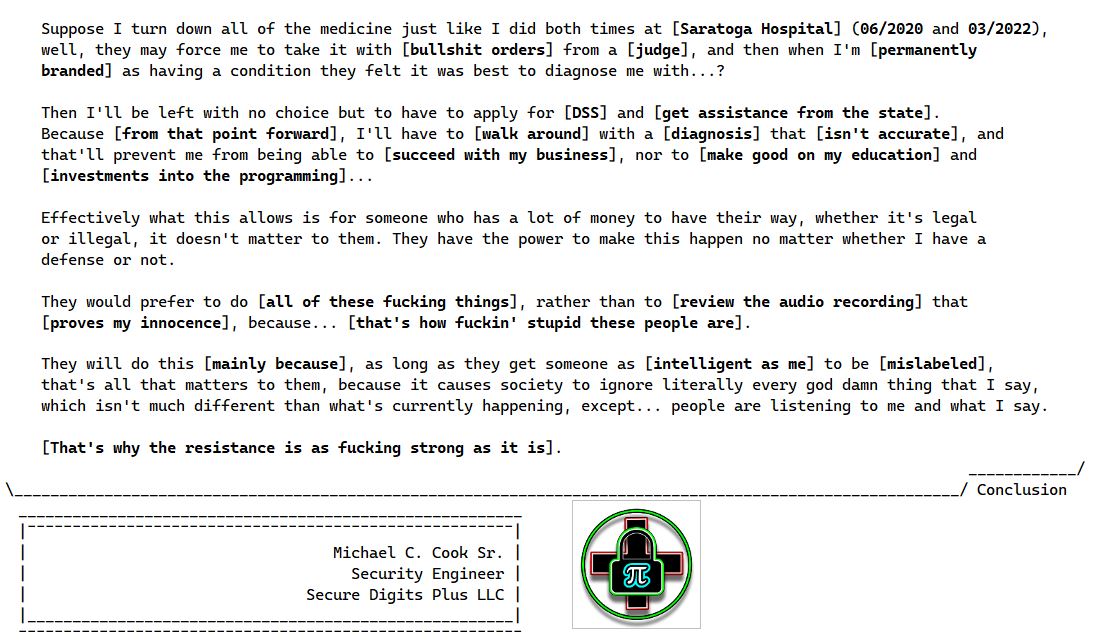 Suppose I turn down all of the medicine just like I did both times at [Saratoga Hospital] (06/2020 and 03/2022),
well, they may force me to take it with [bullshit orders] from a [judge], and then when I'm [permanently
branded] as having a condition they felt it was best to diagnose me with...?
Then I'll be left with no choice but to have to apply for [DSS] and [get assistance from the state].
Because [from that point forward], I'll have to [walk around] with a [diagnosis] that [isn't accurate], and
that'll prevent me from being able to [succeed with my business], nor to [make good on my education] and
[investments into the programming]...
Effectively what this allows is for someone who has a lot of money to have their way, whether it's legal
or illegal, it doesn't matter to them. They have the power to make this happen no matter whether I have a
defense or not.
They would prefer to do [all of these fucking things], rather than to [review the audio recording] that
[proves my innocence], because... [that's how fuckin' stupid these people are].
They will do this [mainly because], as long as they get someone as [intelligent as me] to be [mislabeled],
that's all that matters to them, because it causes society to ignore literally every god damn thing that I say,
which isn't much different than what's currently happening, except... people are listening to me and what I say.
[That's why the resistance is as fucking strong as it is].
Conclusion
Michael C. Cook Sr.
Security Engineer
Secure Digits Plus LLC
π